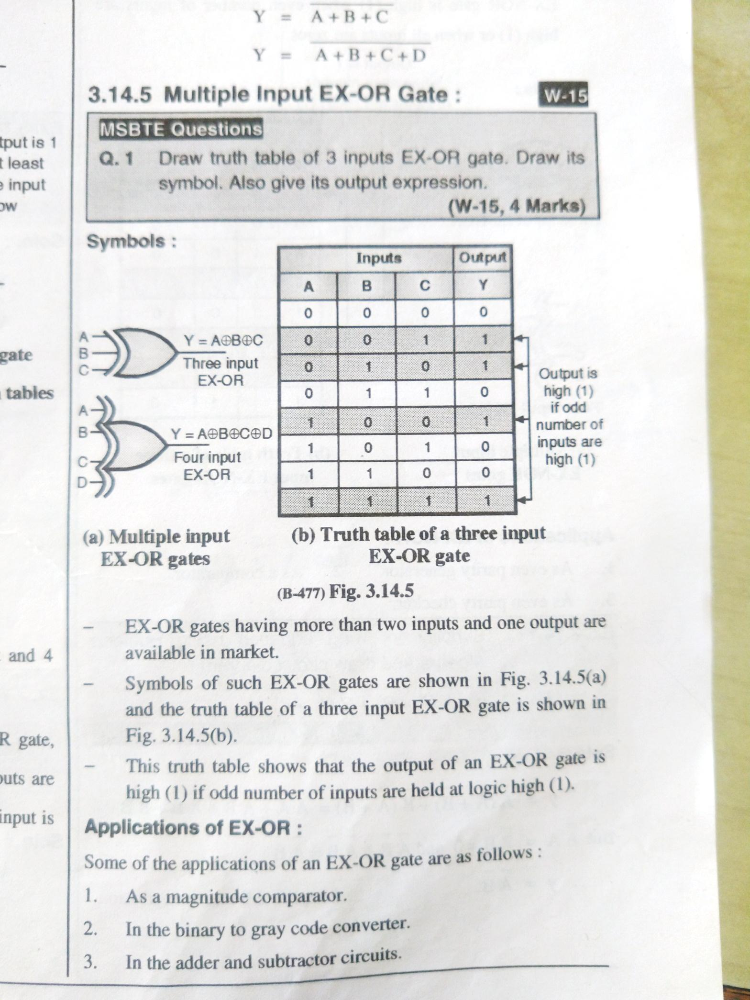 Y = A + B + C
Y = A + B + C + D
3.14.5 Multiple Input EX-OR Gate : W-15
MSBTE Questions
Q. 1 Draw truth table of 3 inputs EX-OR gate. Draw its
symbol. Also give its output expression.
(W-15, 4 Marks)
Symbols :
A
B
C
Y = A⊕B⊕C
Three input
EX-OR
A
B
C
D
Y = A⊕B⊕C⊕D
Four input
EX-OR
(a) Multiple input
EX-OR gates
Inputs Output
A B C Y
0 0 0 0
0 0 1 1
0 1 0 1
0 1 1 0
1 0 0 1
1 0 1 0
1 1 0 0
1 1 1 1
Output is
high (1)
if odd
number of
inputs are
high (1)
(b) Truth table of a three input
EX-OR gate
(B-477) Fig. 3.14.5
– EX-OR gates having more than two inputs and one output are
available in market.
– Symbols of such EX-OR gates are shown in Fig. 3.14.5(a)
and the truth table of a three input EX-OR gate is shown in
Fig. 3.14.5(b).
– This truth table shows that the output of an EX-OR gate is
high (1) if odd number of inputs are held at logic high (1).
Applications of EX-OR :
Some of the applications of an EX-OR gate are as follows :
1. As a magnitude comparator.
2. In the binary to gray code converter.
3. In the adder and subtractor circuits.
is 1
least
input
gate
tables
and 4
gate,
are
input is